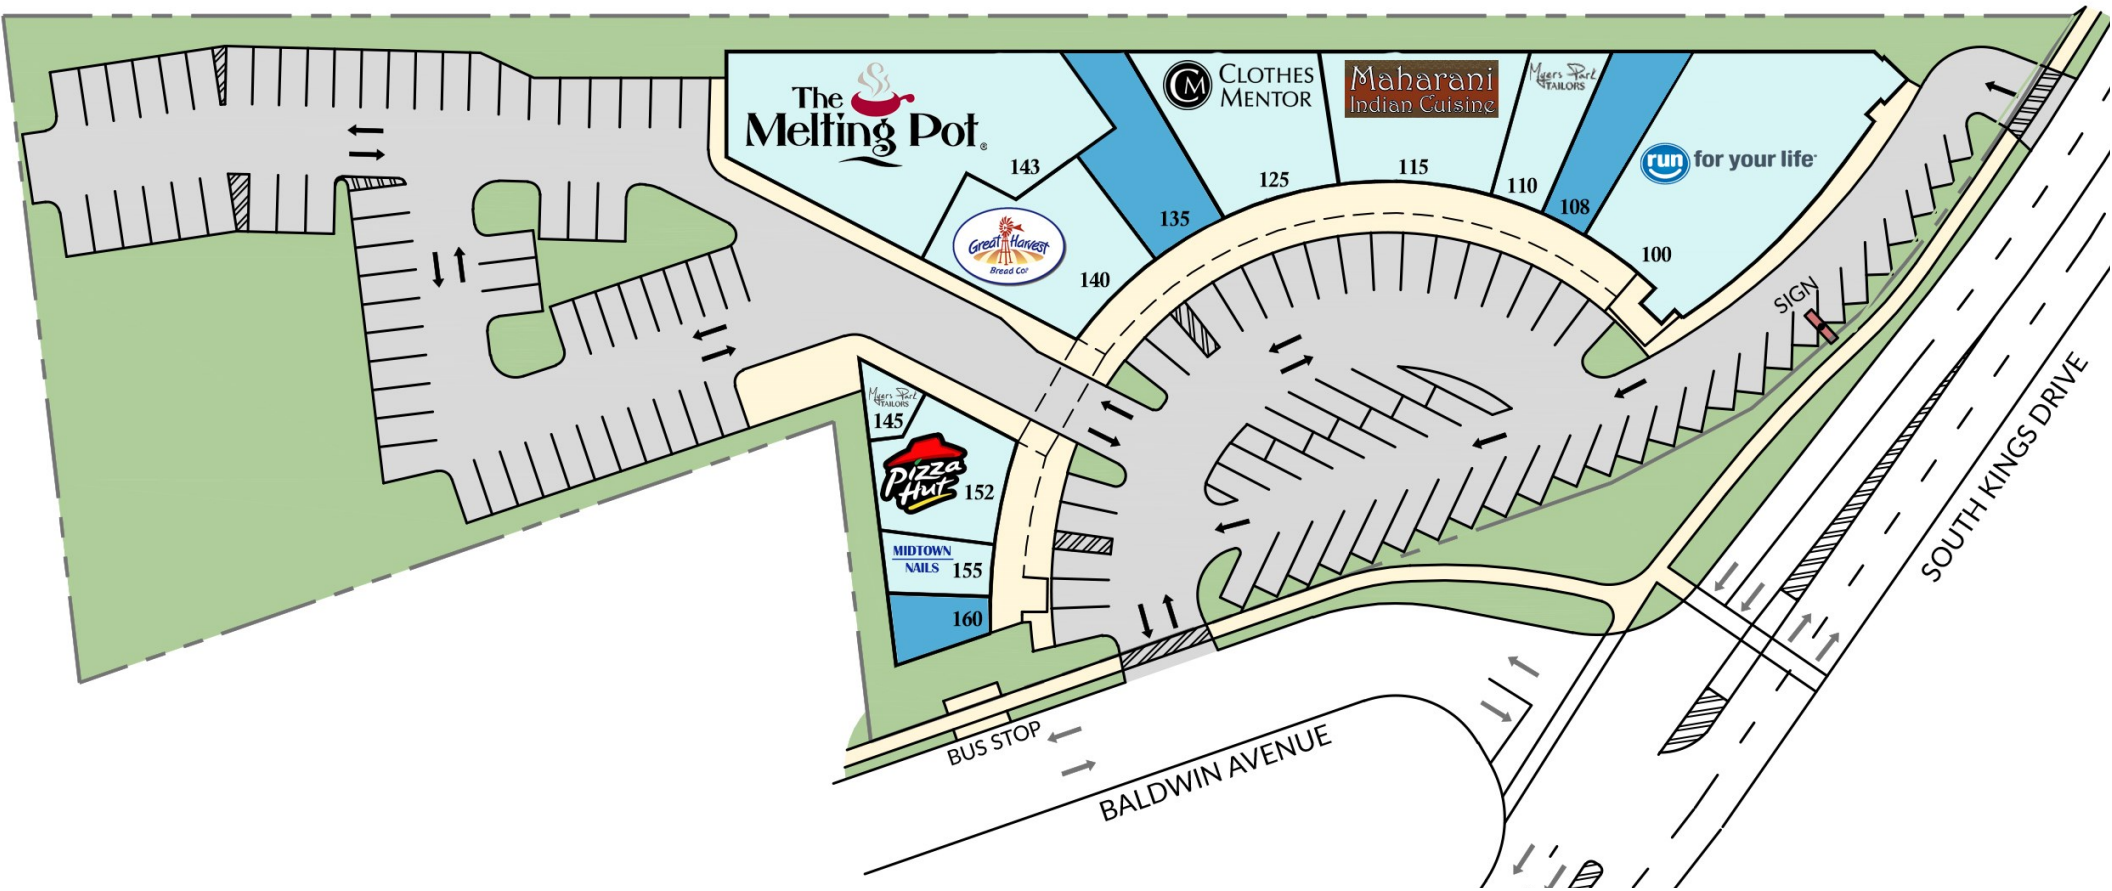 The
Melting Pot®
143
CM
CLOTHES
MENTOR
125
Maharani
Indian Cuisine
115
Myers Park
TAILORS
110
108
run for your life
100
135
Great Harvest
Bread Co
140
SIGN
Myers Park
TAILORS
145
Pizza
Hut
152
MIDTOWN
NAILS
155
160
BUS STOP
BALDWIN AVENUE
SOUTH KINGS DRIVE